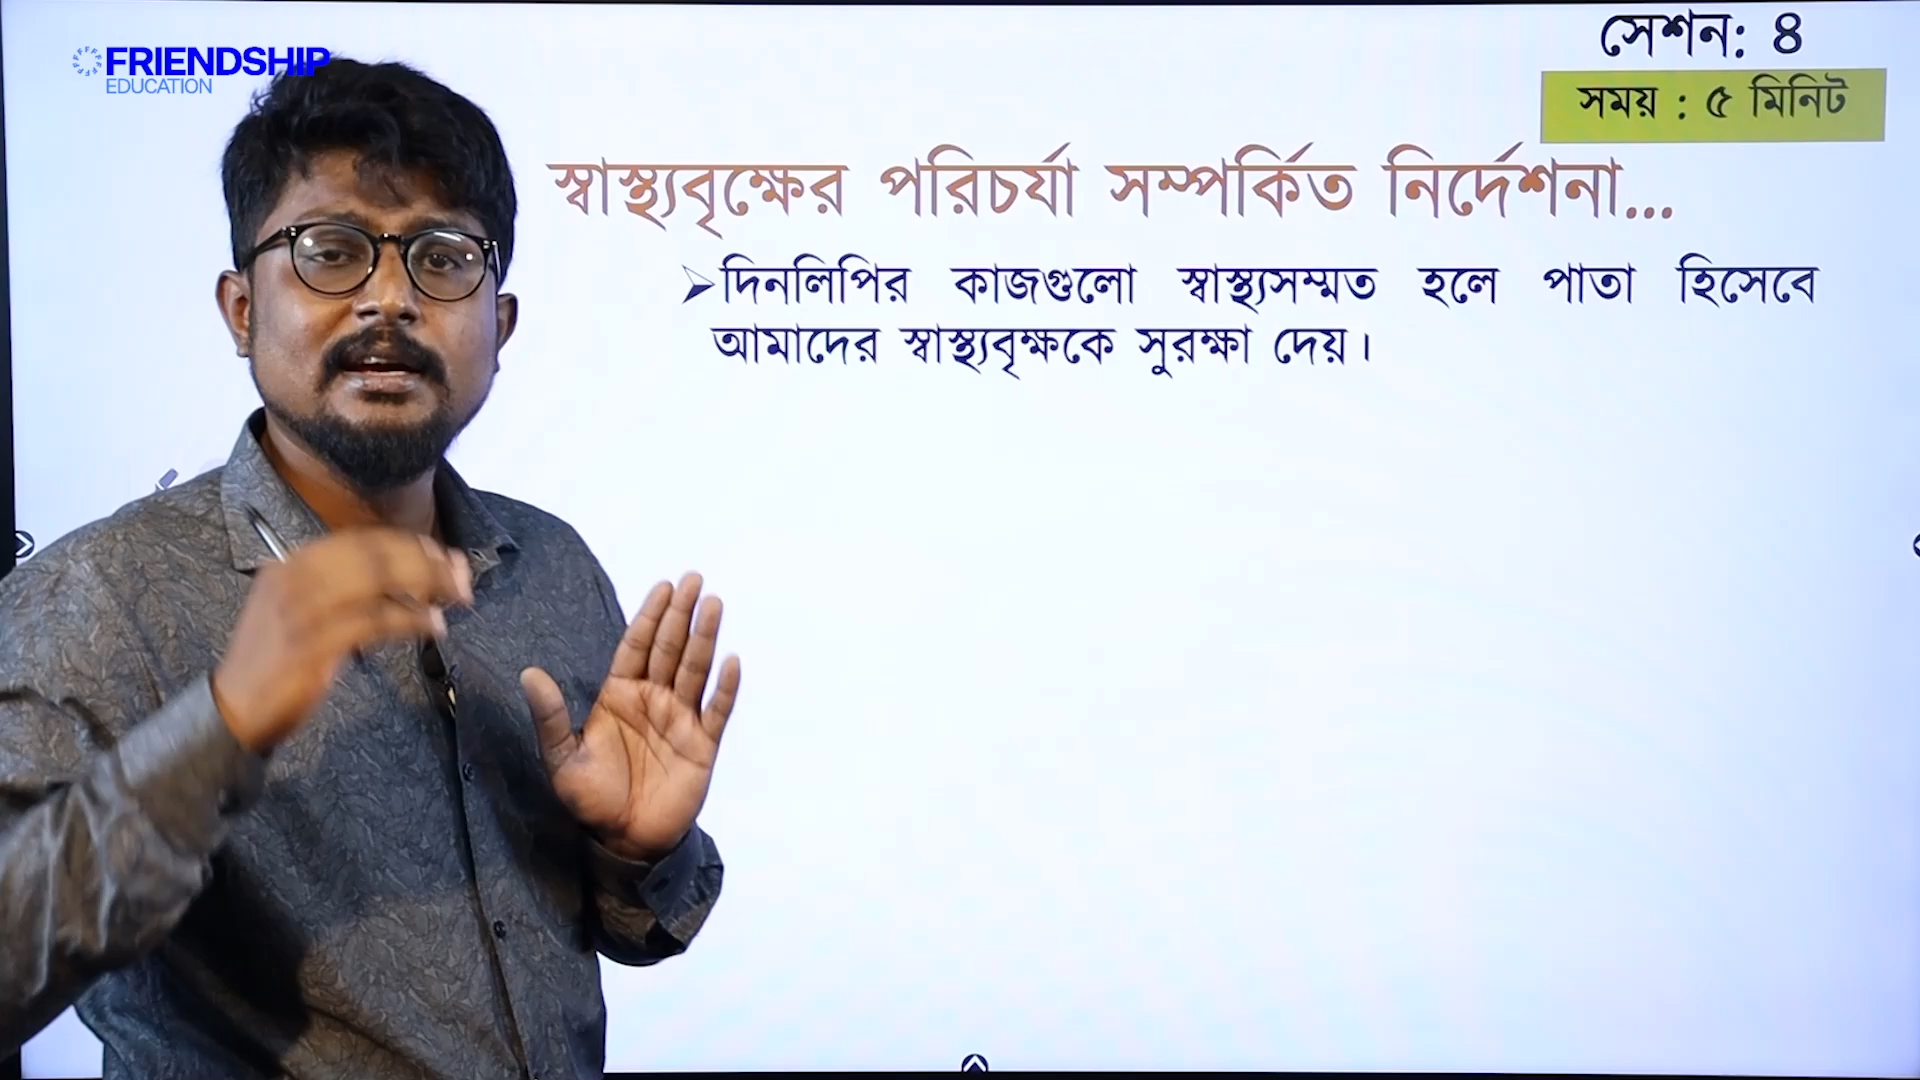 FRIENDSHIP
EDUCATION
সেশন: ৪
সময় : ৫ মিনিট
স্বাস্থ্যবৃক্ষের পরিচর্যা সম্পর্কিত নির্দেশনা...
➢দিনলিপির কাজগুলো স্বাস্থ্যসম্মত হলে পাতা হিসেবে
আমাদের স্বাস্থ্যবৃক্ষকে সুরক্ষা দেয়।